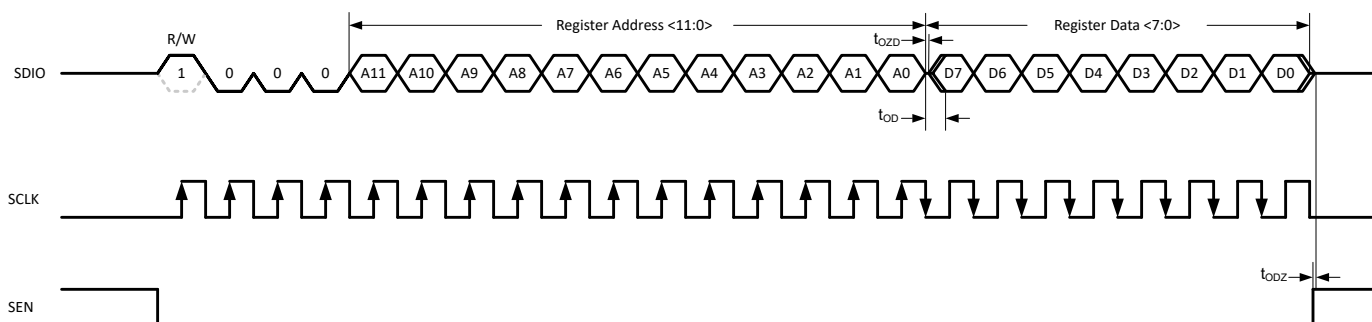 Register Address <11:0>
Register Data <7:0>
R/W
tOZD
SDIO
1 0 0 0 A11 A10 A9 A8 A7 A6 A5 A4 A3 A2 A1 A0 D7 D6 D5 D4 D3 D2 D1 D0
tOD
SCLK
tODZ
SEN